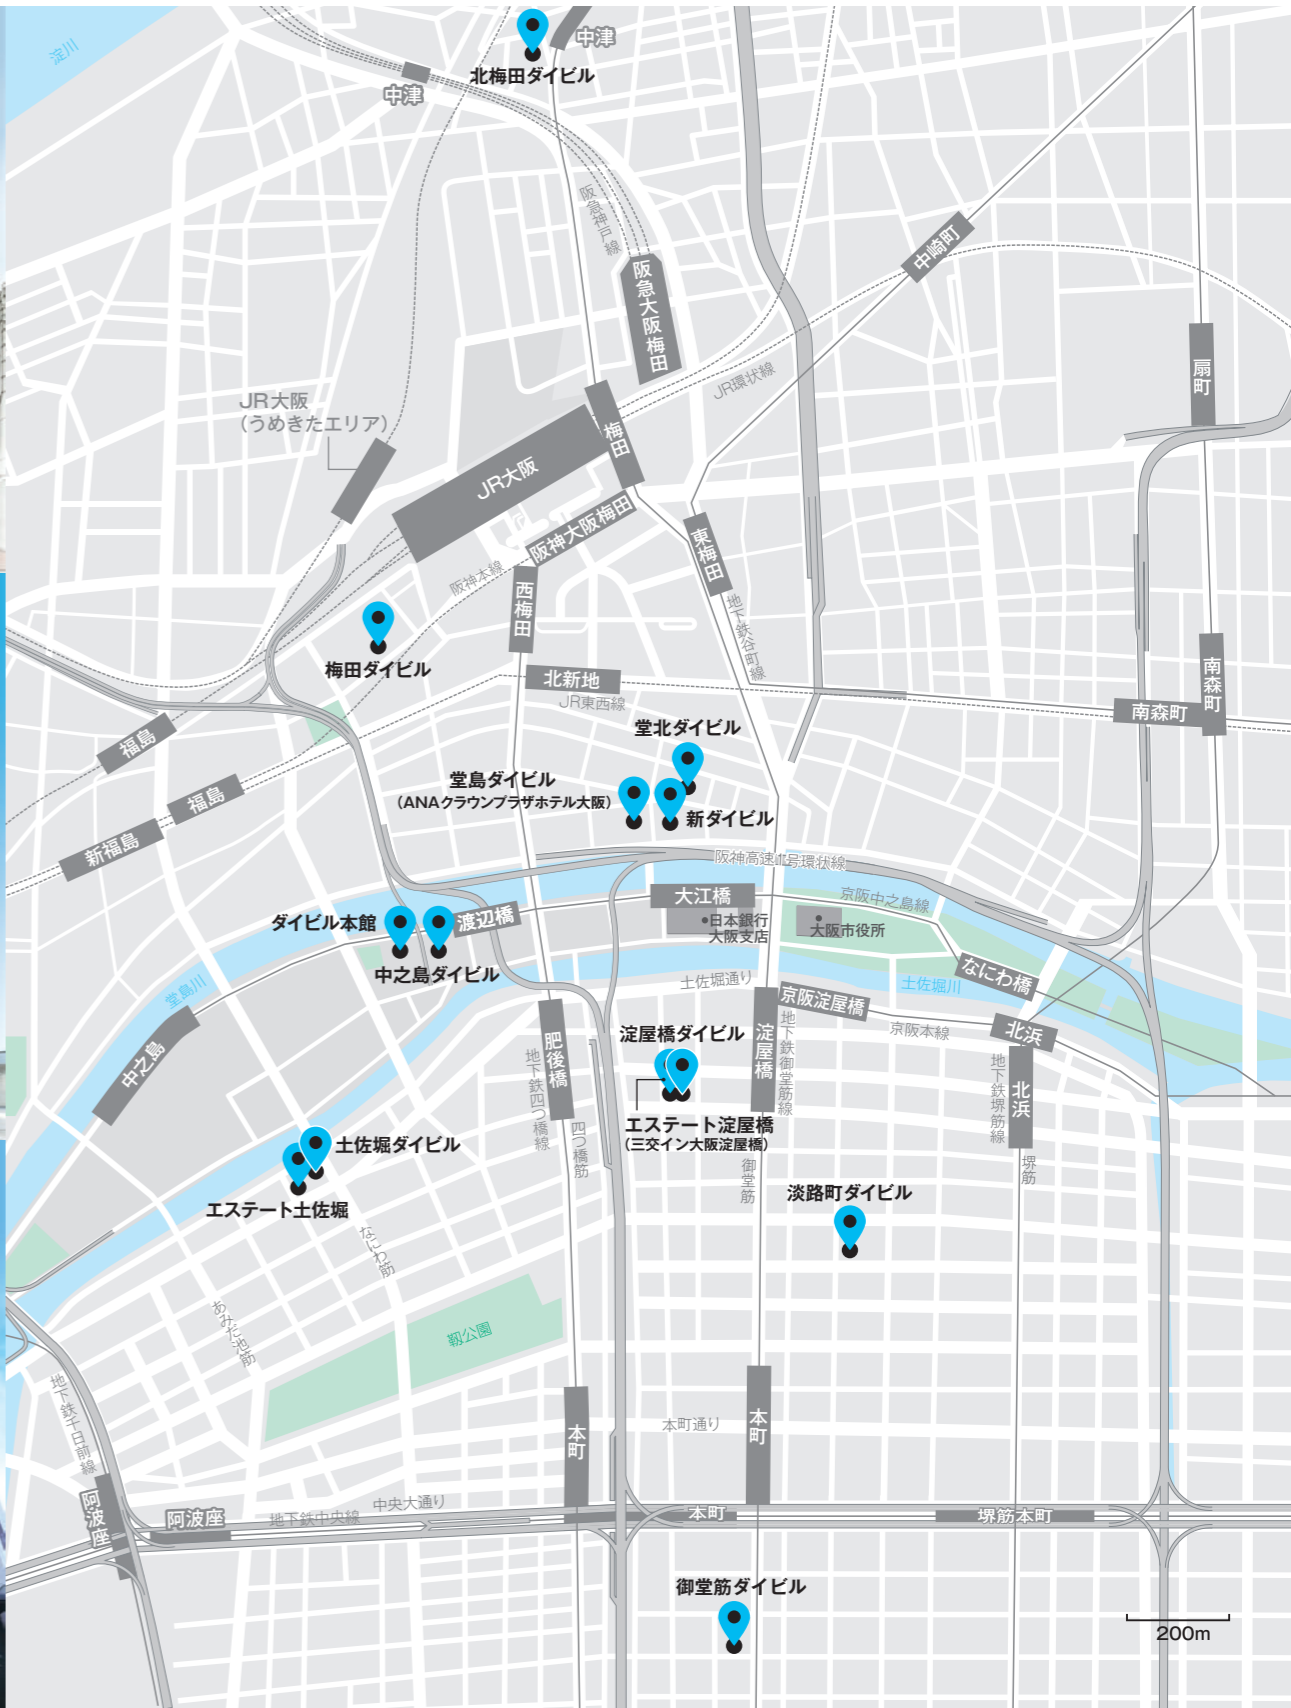 淀川
中津
北梅田ダイビル
中津
阪急神戸線
中崎町
阪急大阪梅田
扇町
JR環状線
JR大阪
（うめきたエリア）
梅田
JR大阪
阪神大阪梅田
東梅田
阪神本線
西梅田
地下鉄谷町線
梅田ダイビル
北新地
JR東西線
南森町
南森町
福島
堂北ダイビル
堂島ダイビル
（ANAクラウンプラザホテル大阪）
福島
新ダイビル
新福島
阪神高速1号環状線
大江橋
京阪中之島線
ダイビル本館
渡辺橋
•日本銀行
大阪支店
大阪市役所
中之島ダイビル
なにわ橋
土佐堀通り
土佐堀川
堂島川
京阪淀屋橋
京阪本線
北浜
淀屋橋ダイビル
淀屋橋
地下鉄御堂筋線
肥後橋
地下鉄四つ橋線
中之島
地下鉄堺筋線
北浜
エステート淀屋橋
（三交イン大阪淀屋橋）
四つ橋筋
土佐堀ダイビル
御堂筋
堺筋
淡路町ダイビル
エステート土佐堀
なにわ筋
あみだ池筋
靱公園
地下鉄千日前線
本町通り
本町
本町
阿波座
阿波座
地下鉄中央線
中央大通り
本町
堺筋本町
御堂筋ダイビル
200m